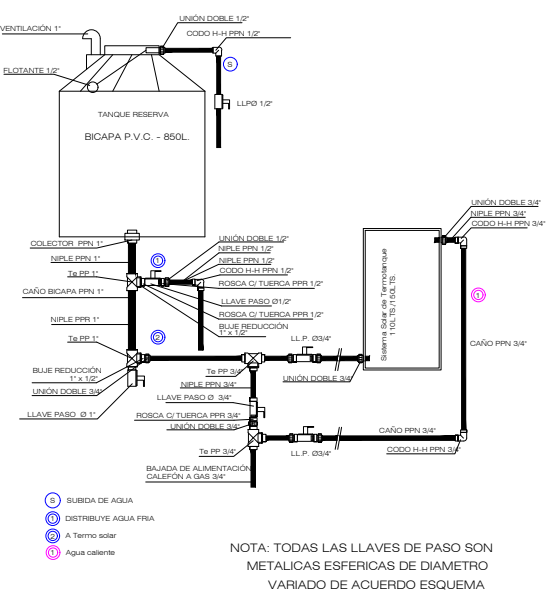 UNIÓN DOBLE 1/2"
VENTILACIÓN 1"
CODO H-H PPN 1/2"
FLOTANTE 1/2"
S
LLPØ 1/2"
TANQUE RESERVA
BICAPA P.V.C. - 850L.
COLECTOR PPN 1"
NIPLE PPN 1"
Te PP 1"
CAÑO BICAPA PPN 1"
NIPLE PPR 1"
Te PP 1"
BUJE REDUCCIÓN
1" x 1/2"
UNIÓN DOBLE 3/4"
LLAVE PASO Ø 1"
1
2
UNIÓN DOBLE 1/2"
NIPLE PPN 1/2"
NIPLE PPN 1/2"
CODO H-H PPN 1/2"
ROSCA C/ TUERCA PPR 1/2"
LLAVE PASO Ø1/2"
ROSCA C/ TUERCA PPR 1/2"
BUJE REDUCCIÓN
1" x 1/2"
LL.P. Ø3/4"
UNIÓN DOBLE 3/4"
Te PP 3/4"
NIPLE PPN 3/4"
LLAVE PASO Ø 3/4"
ROSCA C/ TUERCA PPR 3/4"
UNIÓN DOBLE 3/4"
Te PP 3/4"
BAJADA DE ALIMENTACIÓN
CALEFÓN A GAS 3/4"
LL.P. Ø3/4"
Sistema Solar de Termotanque
110LTS./150LTS.
UNIÓN DOBLE 3/4"
NIPLE PPN 3/4"
CODO H-H PPN 3/4"
1
CAÑO PPN 3/4"
CAÑO PPN 3/4"
CODO H-H PPN 3/4"
S SUBIDA DE AGUA
1 DISTRIBUYE AGUA FRIA
2 A Termo solar
1 Agua caliente
NOTA: TODAS LAS LLAVES DE PASO SON
METALICAS ESFERICAS DE DIAMETRO
VARIADO DE ACUERDO ESQUEMA